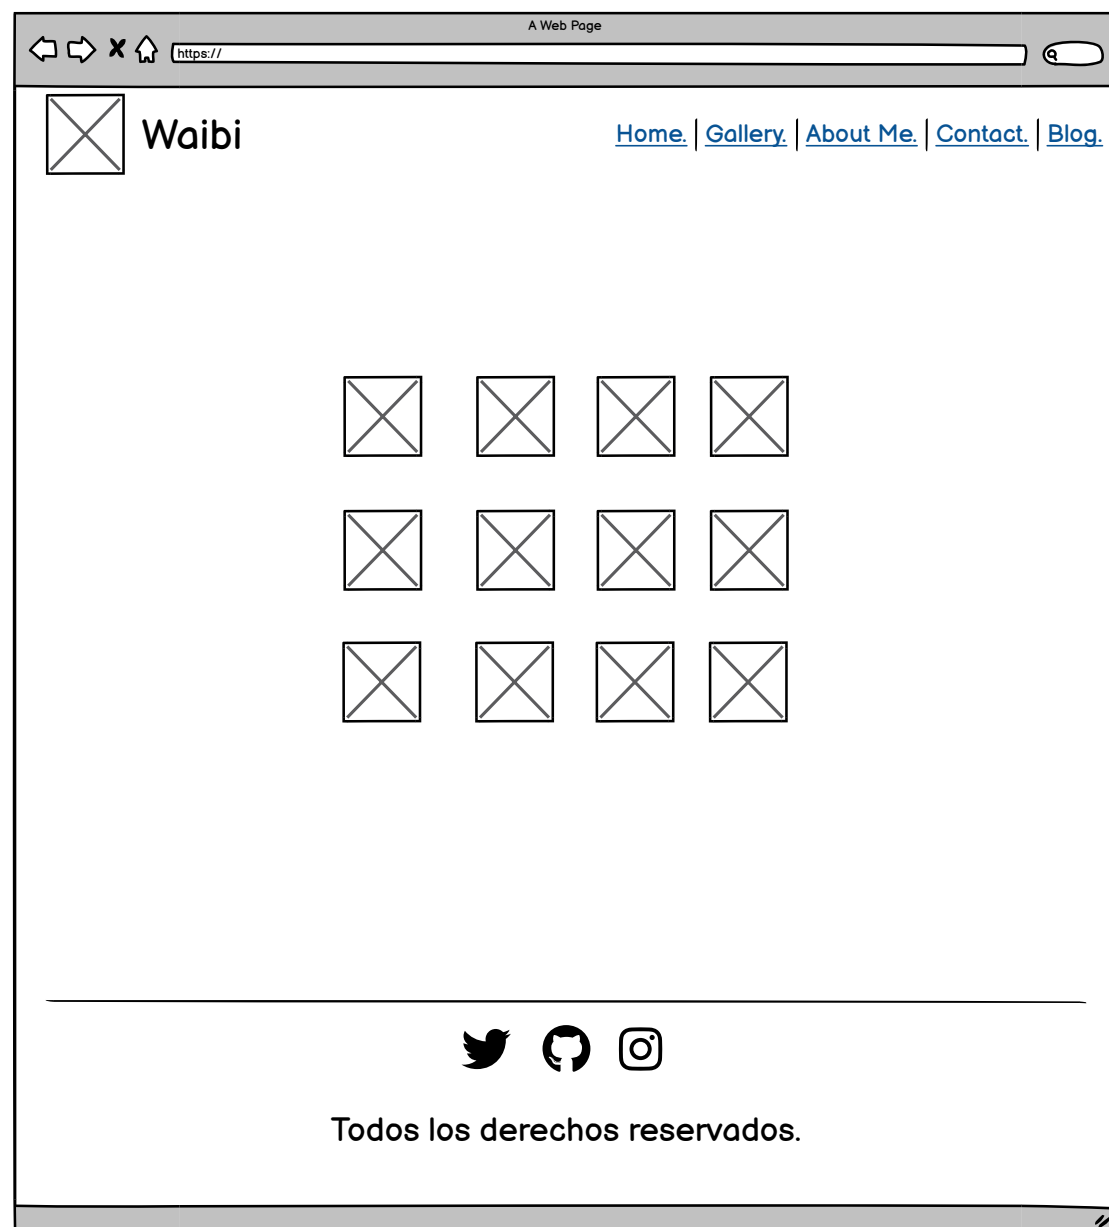 A Web Page
https://
Waibi
Home. | Gallery. | About Me. | Contact. | Blog.
Todos los derechos reservados.